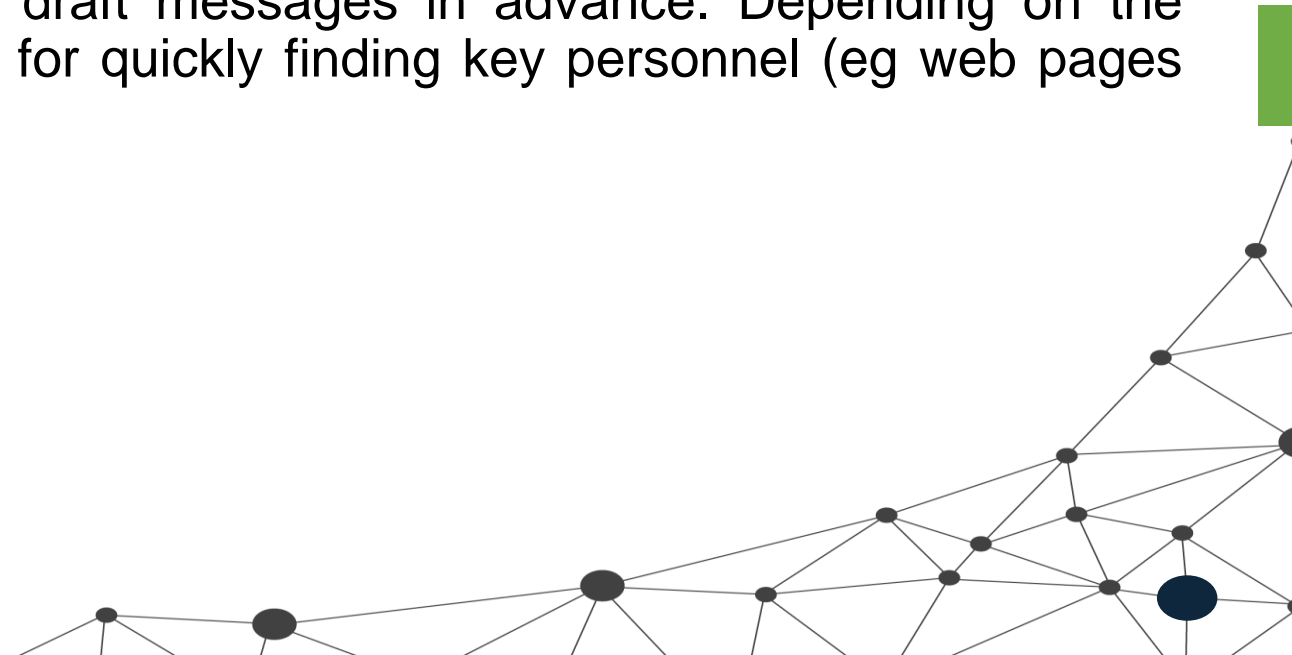 draft messages in advance. Depending on the
for quickly finding key personnel (eg web pages